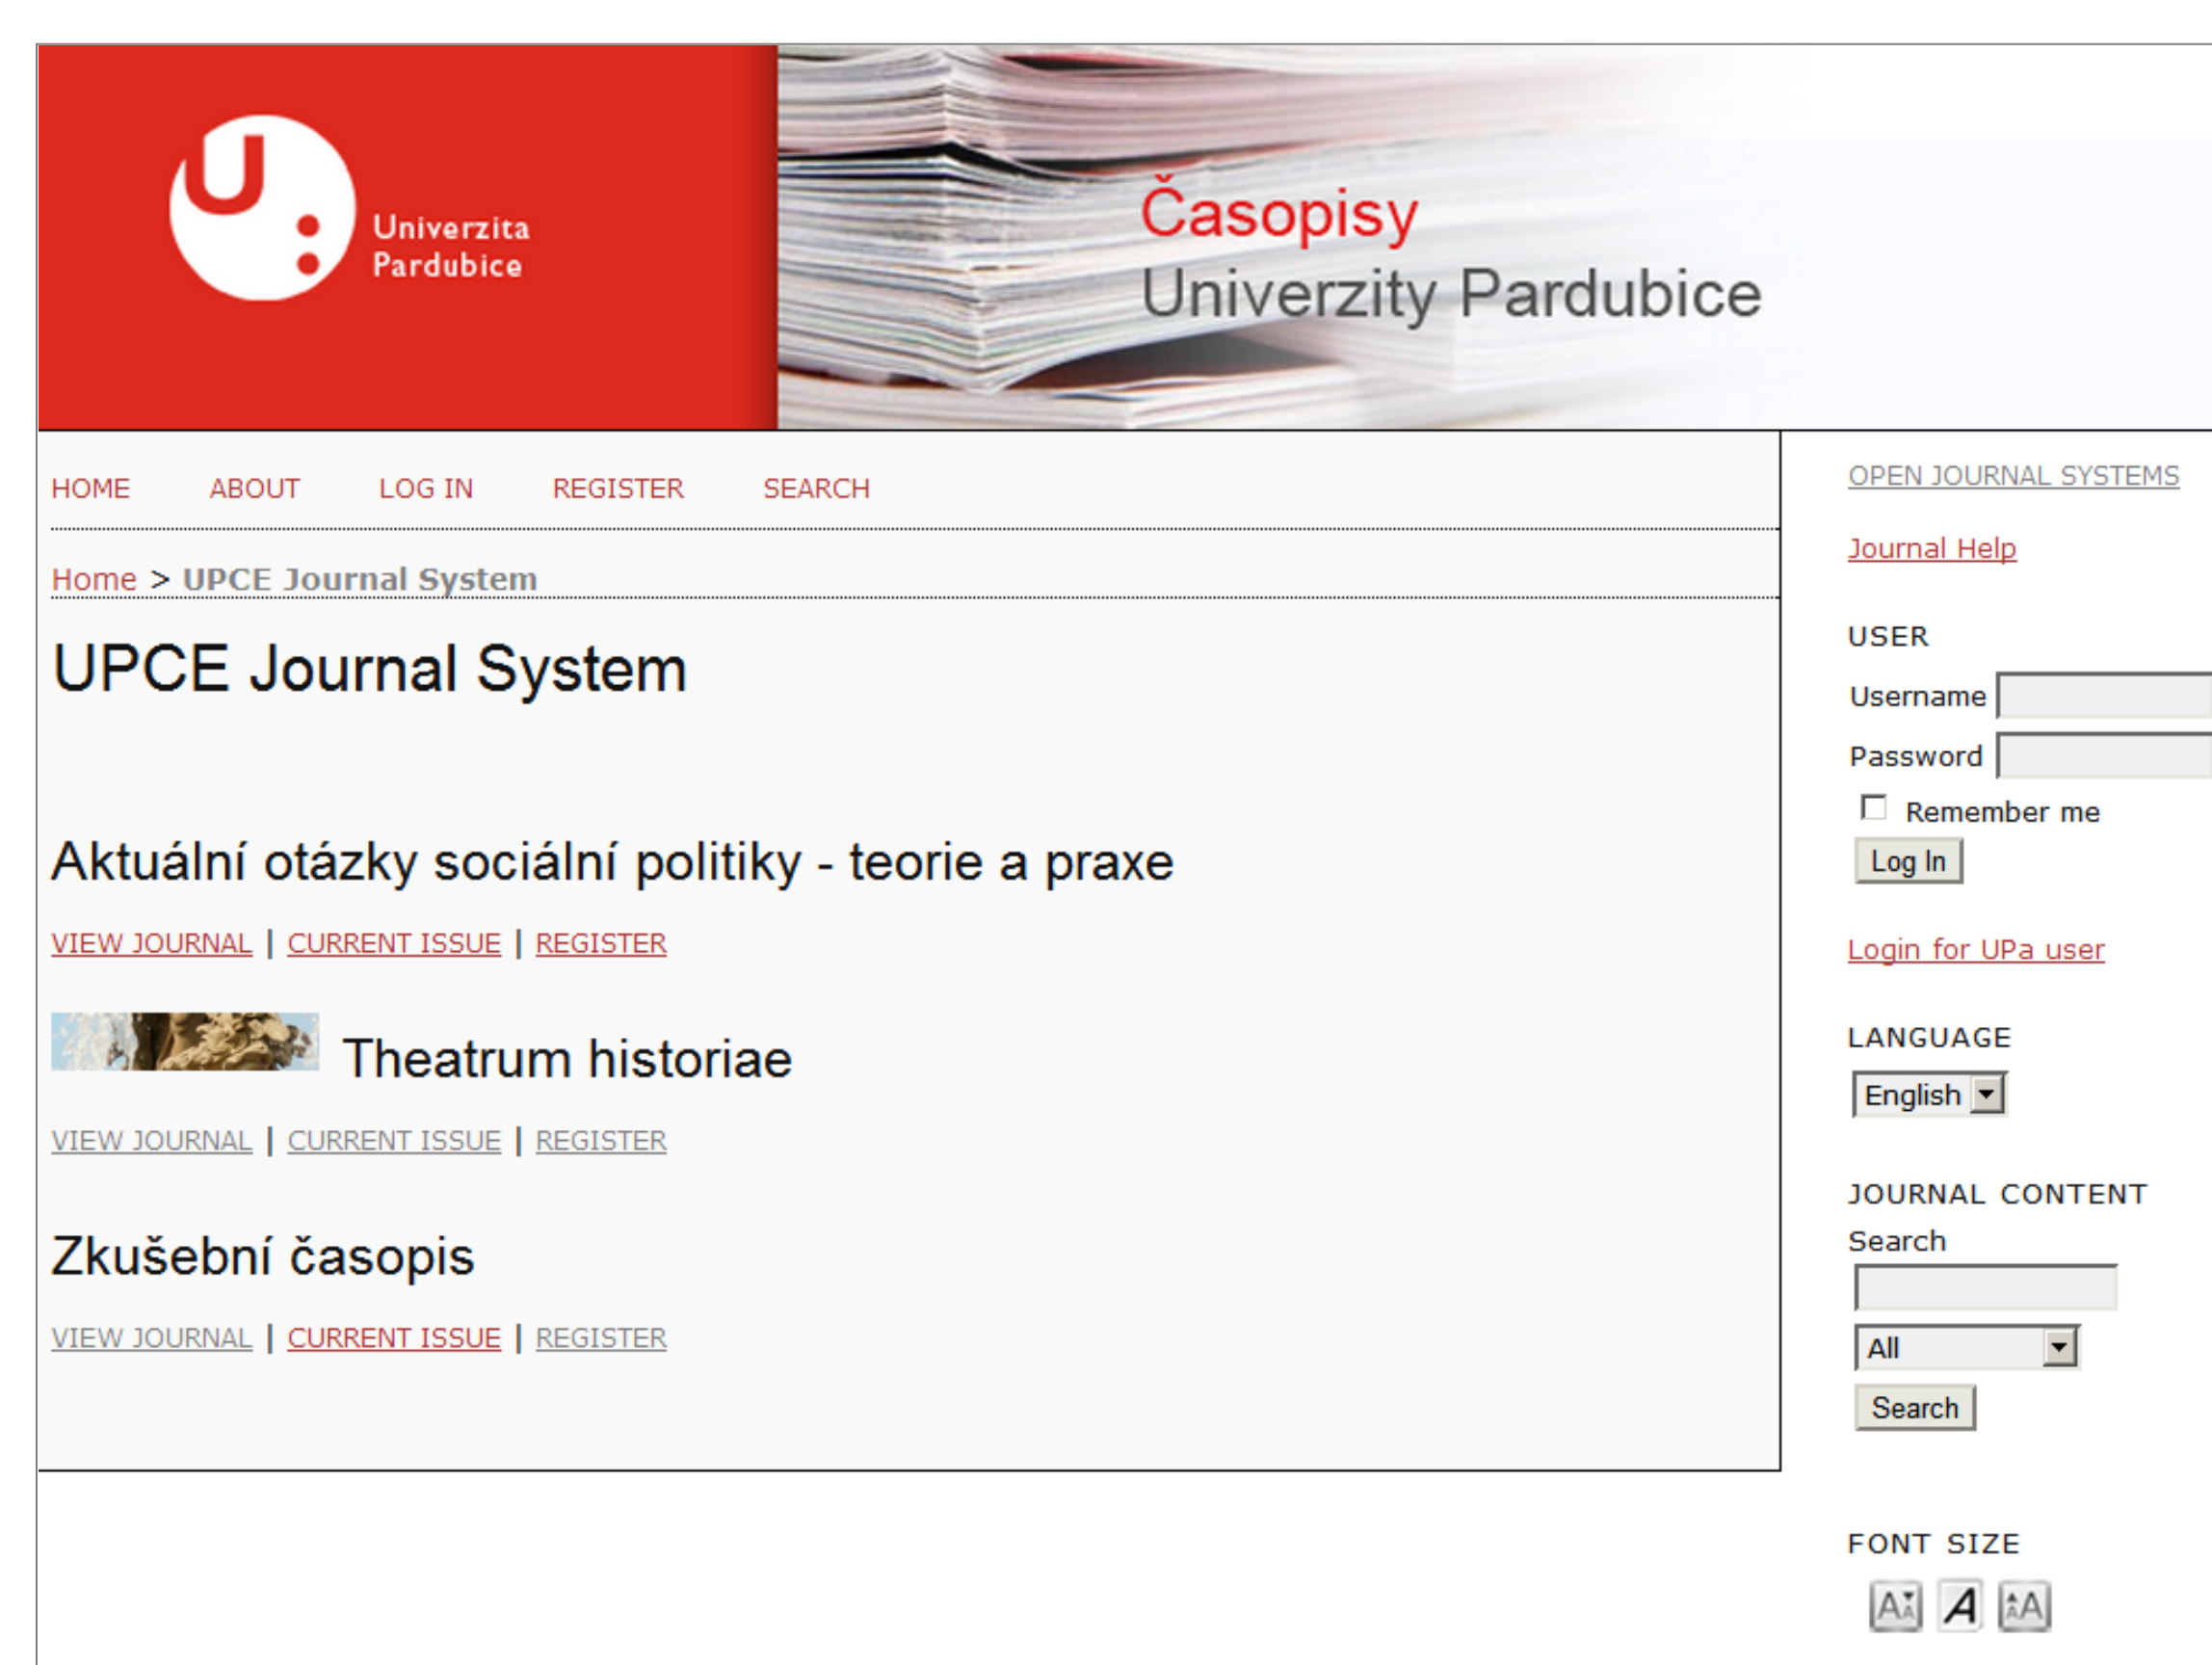 Univerzita
Pardubice
Časopisy
Univerzity Pardubice
HOME ABOUT LOG IN REGISTER SEARCH
Home > UPCE Journal System
UPCE Journal System
Aktuální otázky sociální politiky - teorie a praxe
VIEW JOURNAL | CURRENT ISSUE | REGISTER
Theatrum historiae
VIEW JOURNAL | CURRENT ISSUE | REGISTER
Zkušební časopis
VIEW JOURNAL | CURRENT ISSUE | REGISTER
OPEN JOURNAL SYSTEMS
Journal Help
USER
Username
Password
Remember me
Log In
Login for UPa user
LANGUAGE
English
JOURNAL CONTENT
Search
All
Search
FONT SIZE